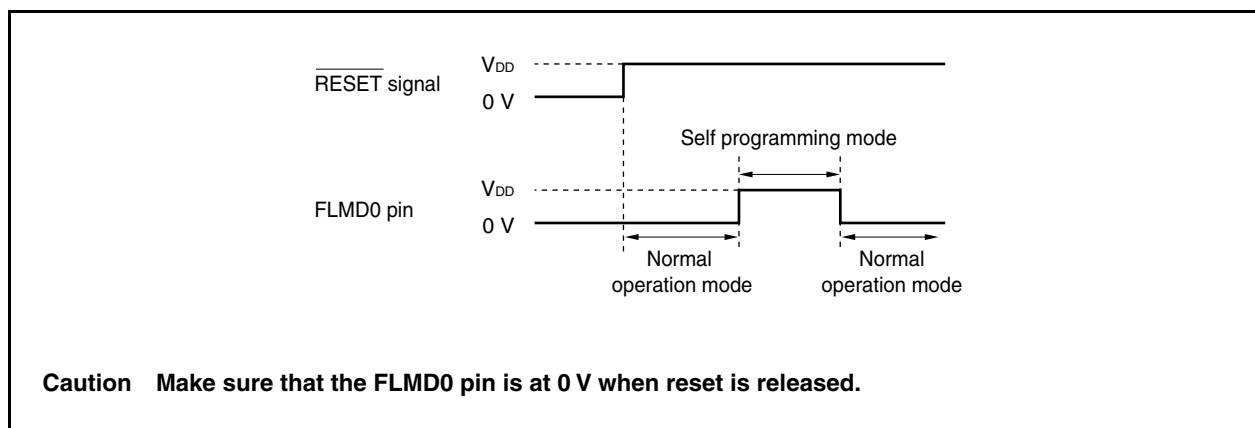 VDD
RESET signal
0 V
Self programming mode
VDD
FLMD0 pin
0 V
Normal
operation mode
Normal
operation mode
Caution Make sure that the FLMD0 pin is at 0 V when reset is released.